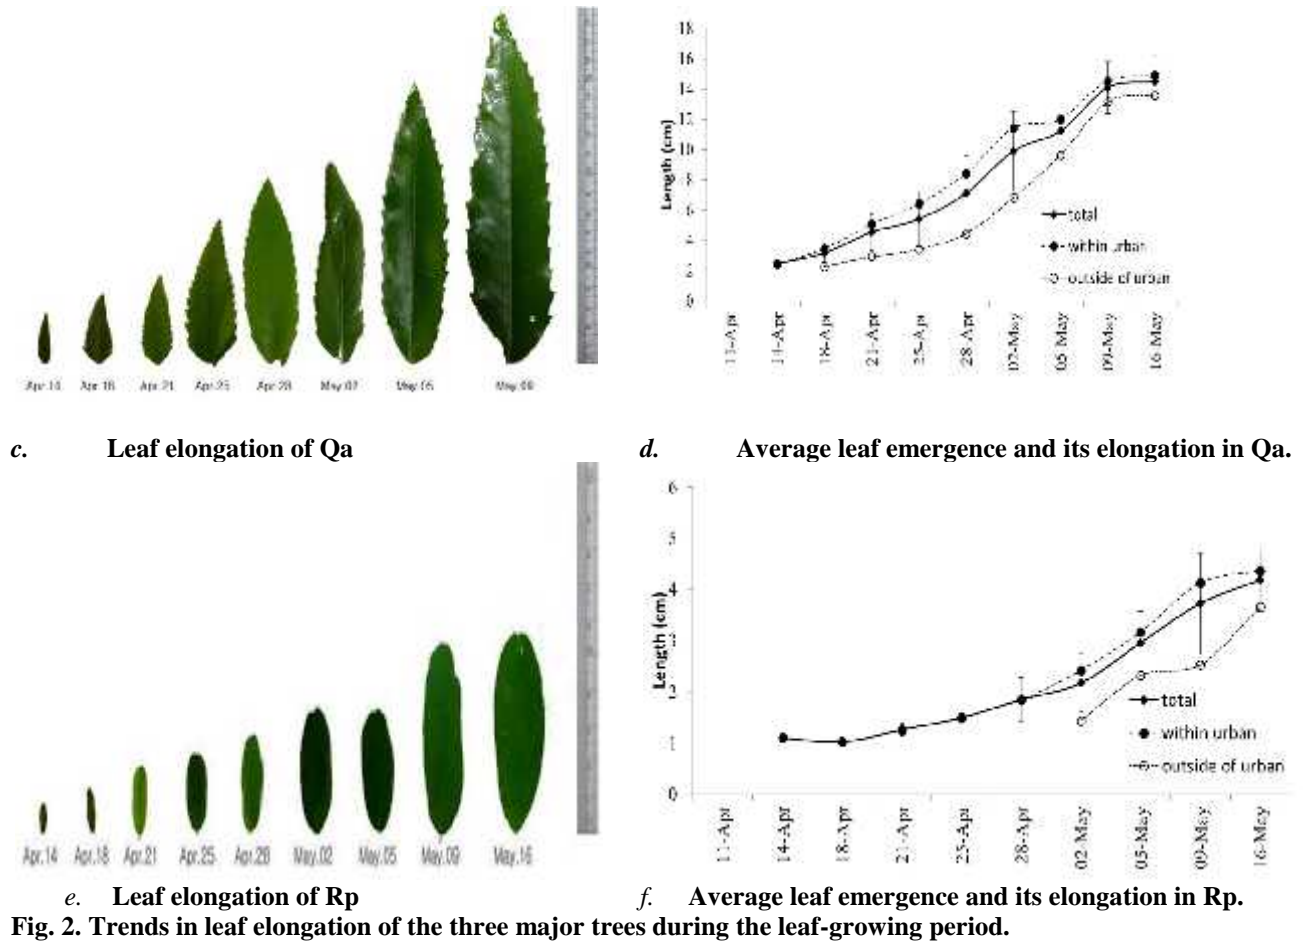 18
16
14
12
10
8
6
4
2
0
Length (cm)
total
within urban
outside of urban
11-Apr 14-Apr 18-Apr 21-Apr 25-Apr 28-Apr 02-May 05-May 09-May 16-May
Apr.14 Apr.18 Apr.21 Apr.25 Apr.28 May.02 May.05 May.09
c. Leaf elongation of Qa
d. Average leaf emergence and its elongation in Qa.
6
5
4
3
2
1
0
Length (cm)
total
within urban
outside of urban
11-Apr 14-Apr 18-Apr 21-Apr 25-Apr 28-Apr 02-May 05-May 09-May 16-May
Apr.14 Apr.18 Apr.21 Apr.25 Apr.28 May.02 May.05 May.09 May.16
e. Leaf elongation of Rp
f. Average leaf emergence and its elongation in Rp.
Fig. 2. Trends in leaf elongation of the three major trees during the leaf-growing period.